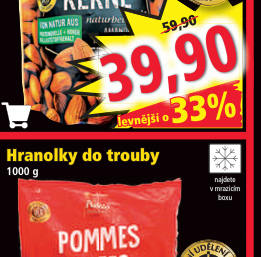 KERNE
naturbe
VON NATUR AUS
59,90
39,90
levnější o 33%
Hranolky do trouby
1000 g
najdete
v mrazicím
boxu
POMMES
UDĚLENÍ